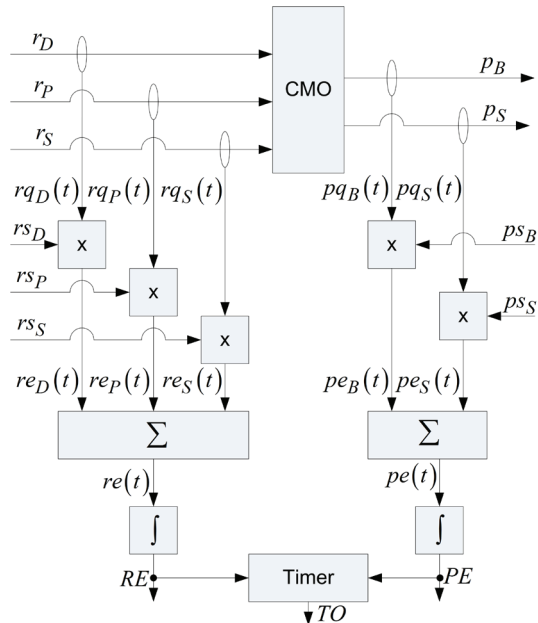 r_D
CMO
p_B
r_P
p_S
r_S
rq_D(t) rq_P(t) rq_S(t) pq_B(t) pq_S(t)
rs_D x x ps_B
rs_P x
x ps_S
rs_S x
re_D(t) re_P(t) re_S(t) pe_B(t) pe_S(t)
Σ Σ
re(t) pe(t)
∫ ∫
RE Timer PE
TO